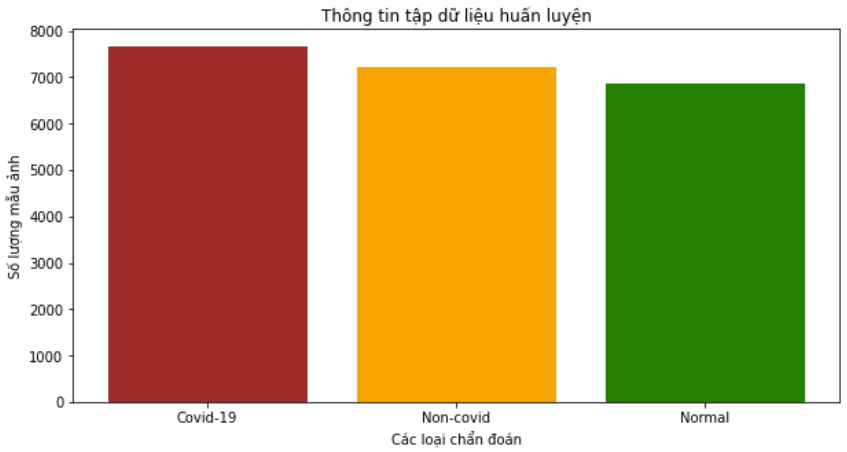 Thông tin tập dữ liệu huấn luyện
8000
7000
6000
5000
4000
3000
2000
1000
0
Số lượng mẫu ảnh
Covid-19
Non-covid
Normal
Các loại chẩn đoán